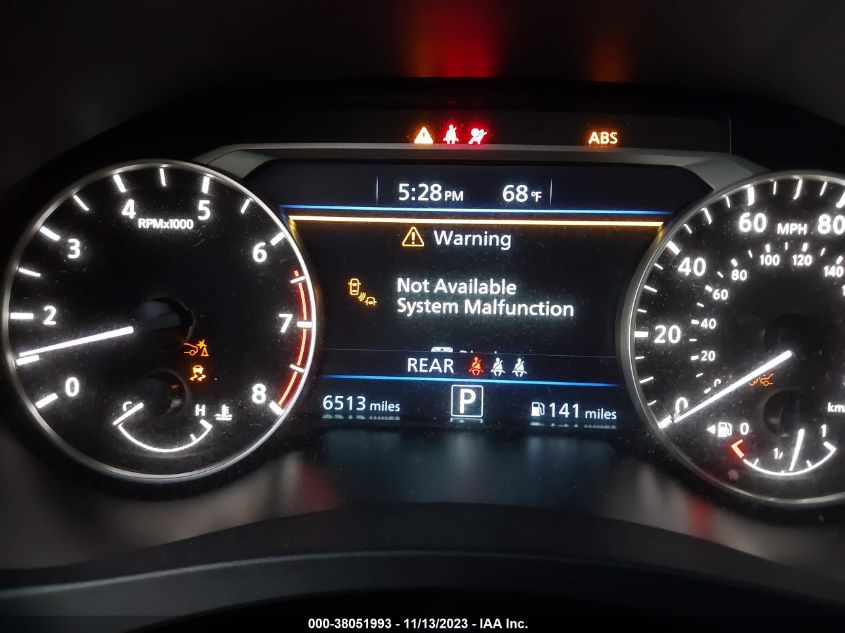 ABS
5:28 PM 68°F
Warning
Not Available
System Malfunction
REAR
6513 miles P 141 miles
0 2 3 4 5 6 7 8
RPMx1000
C H
0 20 40 60 80
MPH
20 40 60 80 100 120 140
0 1
000-38051993 - 11/13/2023 - IAA Inc.